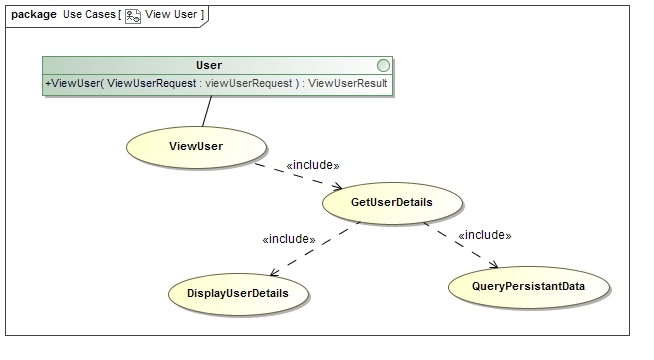 package Use Cases [ View User ]
User
+ViewUser( ViewUserRequest : viewUserRequest ) : ViewUserResult
ViewUser
«include»
GetUserDetails
«include»
«include»
DisplayUserDetails
QueryPersistantData